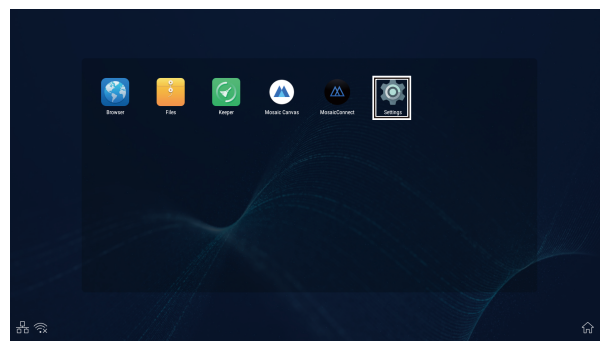 Browser
Files
Keeper
Mosaic Canvas
MosaicConnect
Settings